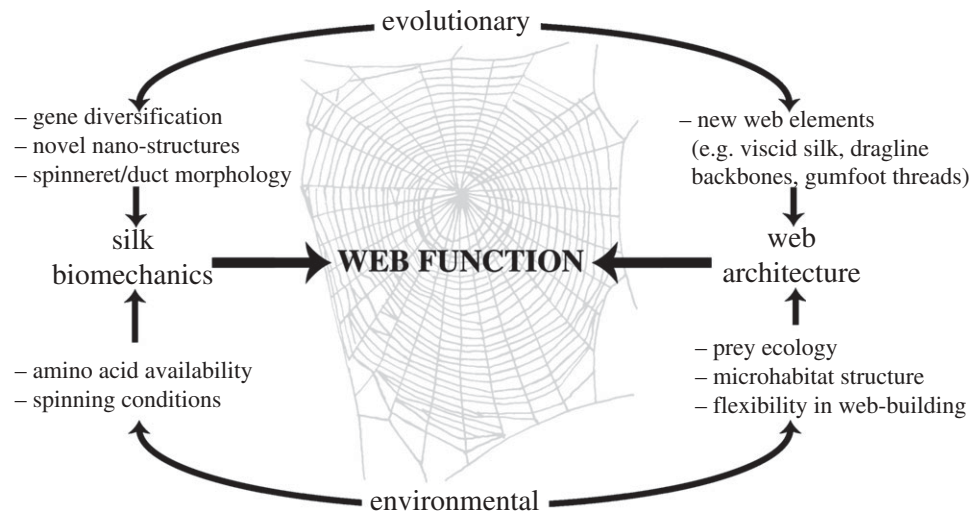 evolutionary
– gene diversification
– novel nano-structures
– spinneret/duct morphology
– new web elements
(e.g. viscid silk, dragline
backbones, gumfoot threads)
silk
biomechanics
WEB FUNCTION
web
architecture
– amino acid availability
– spinning conditions
– prey ecology
– microhabitat structure
– flexibility in web-building
environmental